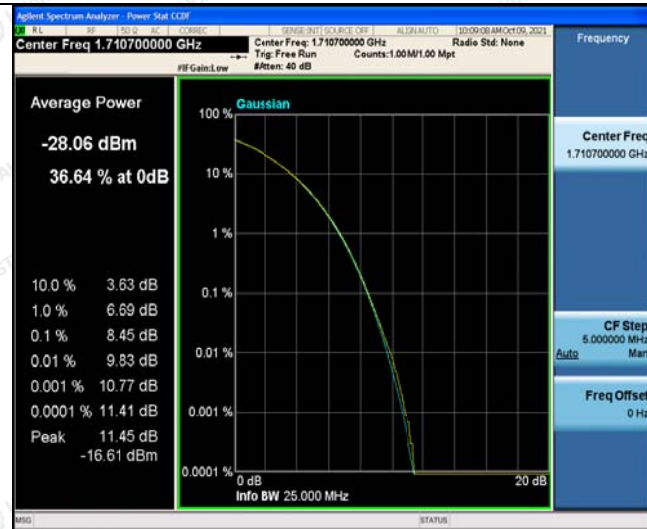 Agilent Spectrum Analyzer - Power Stat CCDF
RL RF 50 Ω AC CORREC SENSE:INT SOURCE OFF ALIGN AUTO 10:09:08 AM Oct 09, 2021
Center Freq 1.710700000 GHz
Center Freq: 1.710700000 GHz Radio Std: None
Trig: Free Run Counts:1.00 M/1.00 Mpt
#IFGain:Low #Atten: 40 dB
Frequency
Average Power
-28.06 dBm
36.64 % at 0dB
10.0 % 3.63 dB
1.0 % 6.69 dB
0.1 % 8.45 dB
0.01 % 9.83 dB
0.001 % 10.77 dB
0.0001 % 11.41 dB
Peak 11.45 dB
-16.61 dBm
Gaussian
100 %
10 %
1 %
0.1 %
0.01 %
0.001 %
0.0001 %
0 dB 20 dB
Info BW 25.000 MHz
Center Freq
1.710700000 GHz
CF Step
5.000000 MHz
Auto Man
Freq Offset
0 Hz
MSG STATUS